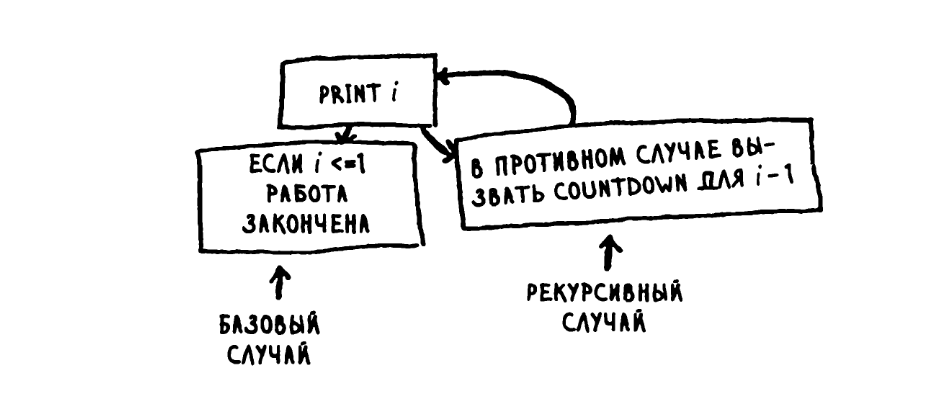 PRINT i
ЕСЛИ i <=1
РАБОТА
ЗАКОНЧЕНА
В ПРОТИВНОМ СЛУЧАЕ ВЫ-
ЗВАТЬ COUNTDOWN ДЛЯ i-1
БАЗОВЫЙ
СЛУЧАЙ
РЕКУРСИВНЫЙ
СЛУЧАЙ